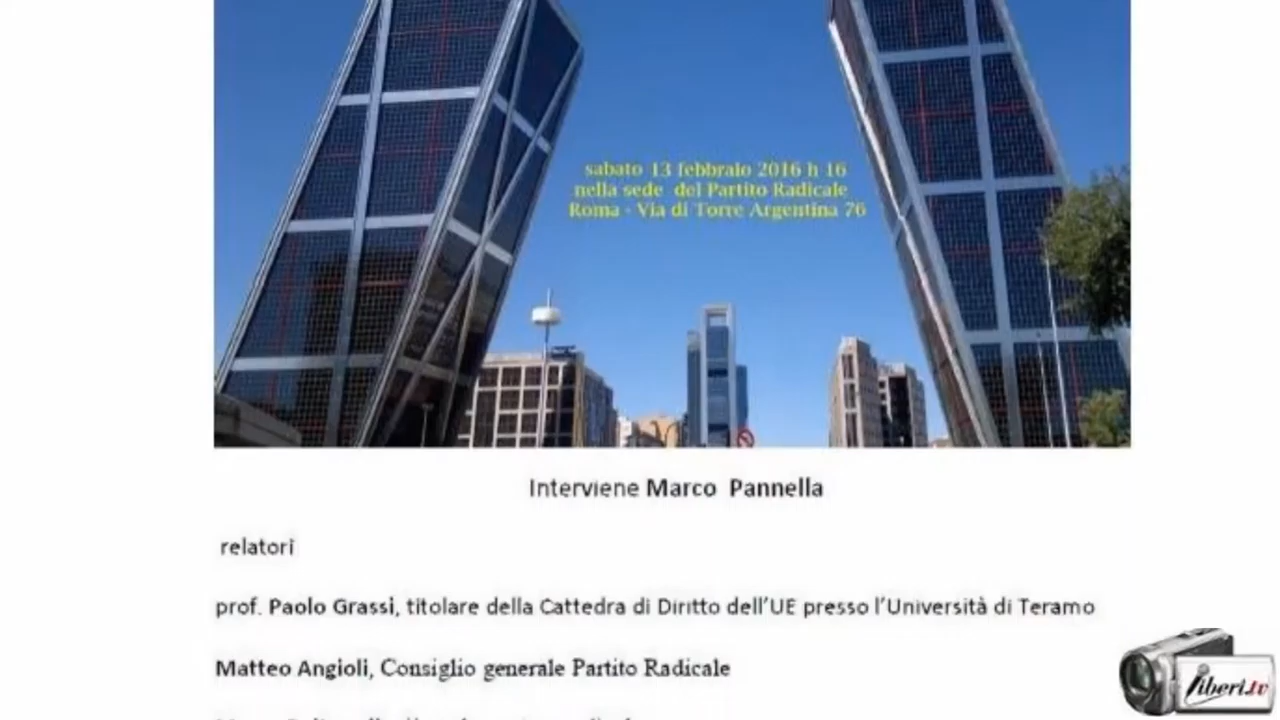 sabato 13 febbraio 2016 h 16
nella sede del Partito Radicale
Roma - Via di Torre Argentina 76
Interviene Marco Pannella
relatori
prof. Paolo Grassi, titolare della Cattedra di Diritto dell'UE presso l'Università di Teramo
Matteo Angioli, Consiglio generale Partito Radicale
liberi.tv